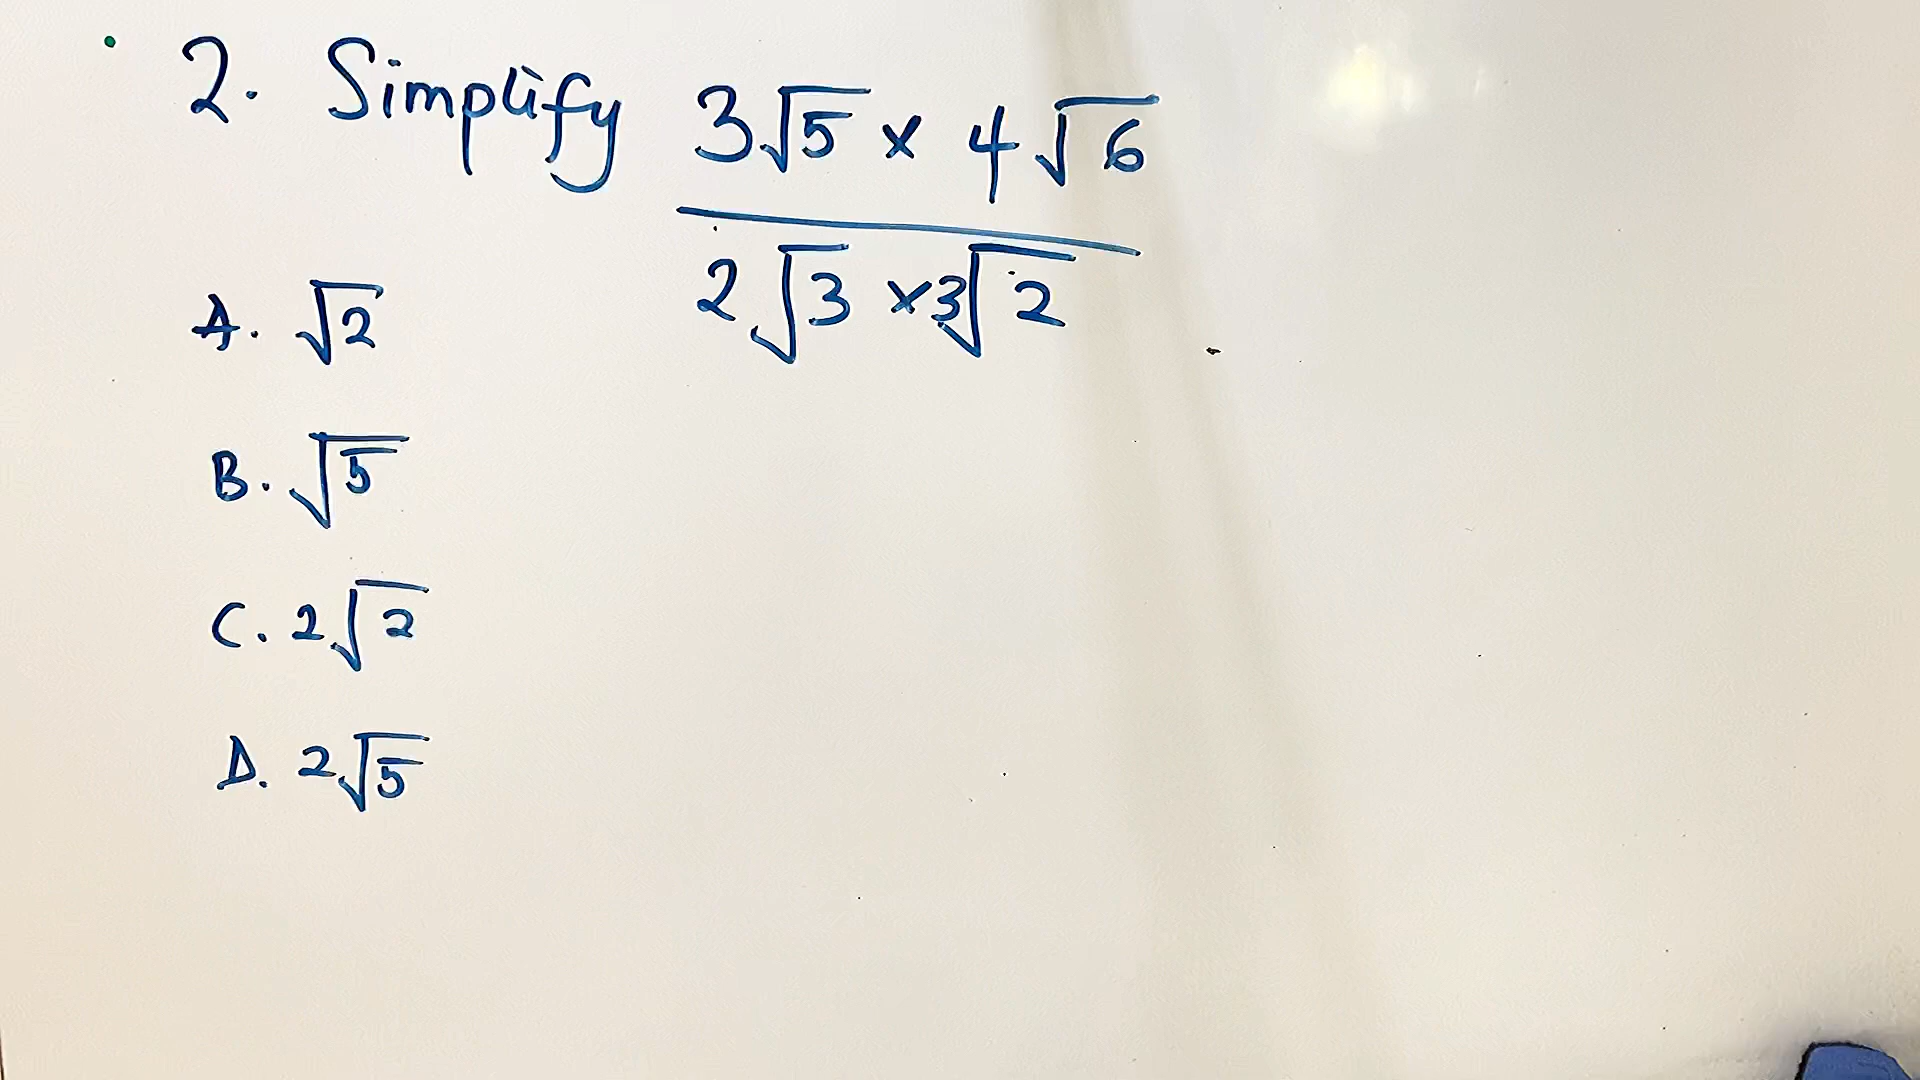 2. Simplify 3√5 × 4√6
2√3 ×3√2
A. √2
B. √5
C. 2√2
D. 2√5